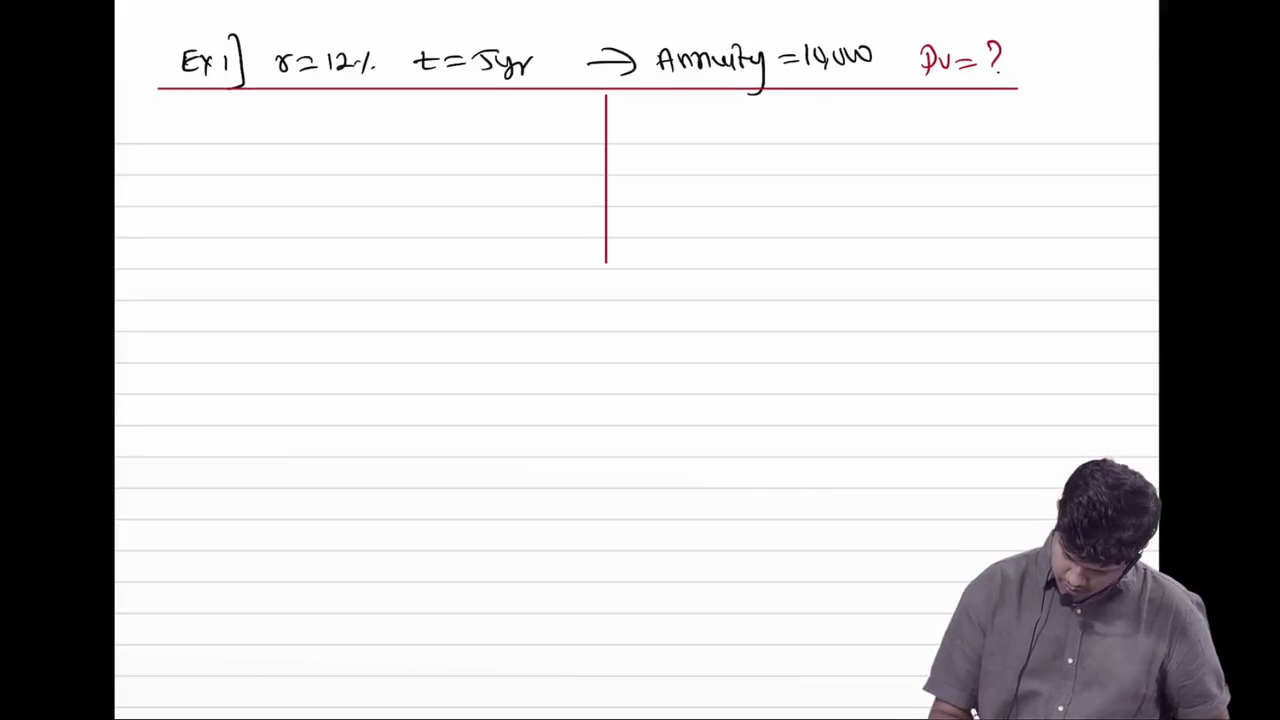 Ex 1] r = 12% t = 5yr → Annuity = 10,000 PV = ?